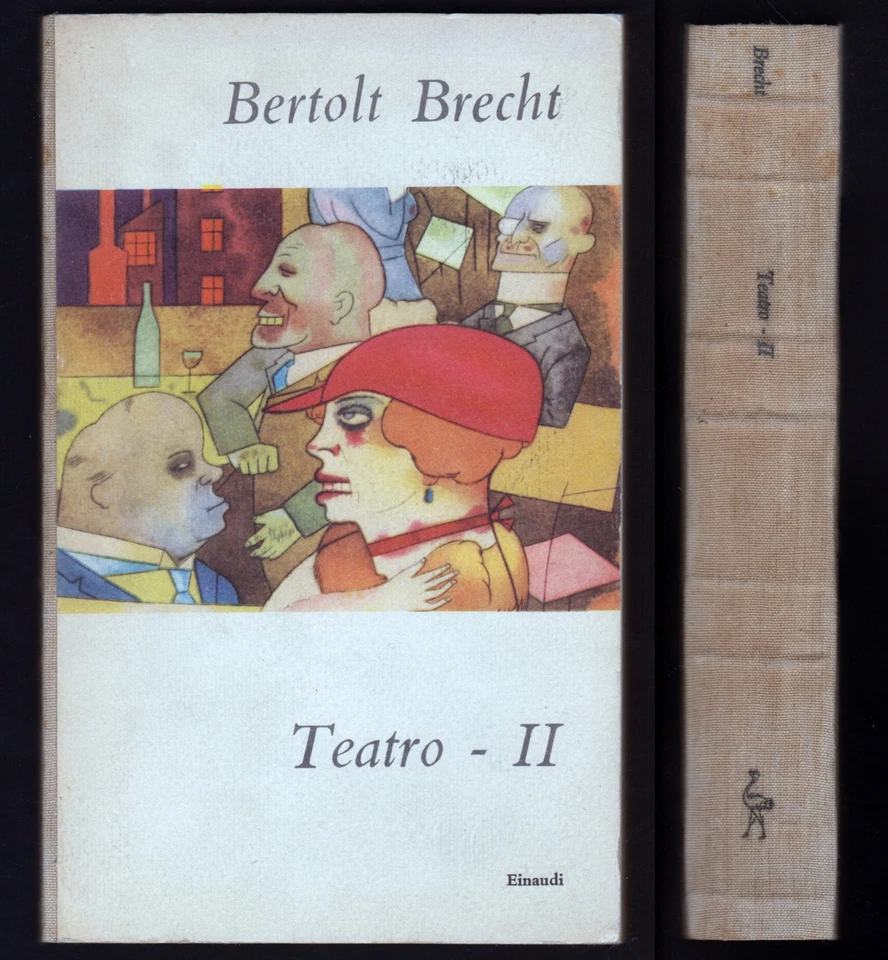 Bertolt Brecht
Teatro - II
Einaudi
Brecht
Teatro - II